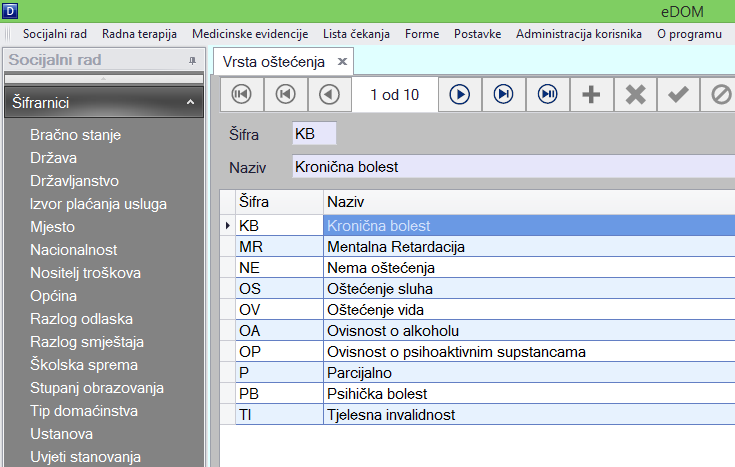 D eDOM
Socijalni rad Radna terapija Medicinske evidencije Lista čekanja Forme Postavke Administracija korisnika O programu
Socijalni rad
Šifrarnici
Bračno stanje
Država
Državljanstvo
Izvor plaćanja usluga
Mjesto
Nacionalnost
Nositelj troškova
Općina
Razlog odlaska
Razlog smještaja
Školska sprema
Stupanj obrazovanja
Tip domaćinstva
Ustanova
Uvjeti stanovanja
Vrsta oštećenja
1 od 10
Šifra KB
Naziv Kronična bolest
Šifra Naziv
KB Kronična bolest
MR Mentalna Retardacija
NE Nema oštećenja
OS Oštećenje sluha
OV Oštećenje vida
OA Ovisnost o alkoholu
OP Ovisnost o psihoaktivnim supstancama
P Parcijalno
PB Psihička bolest
TI Tjelesna invalidnost